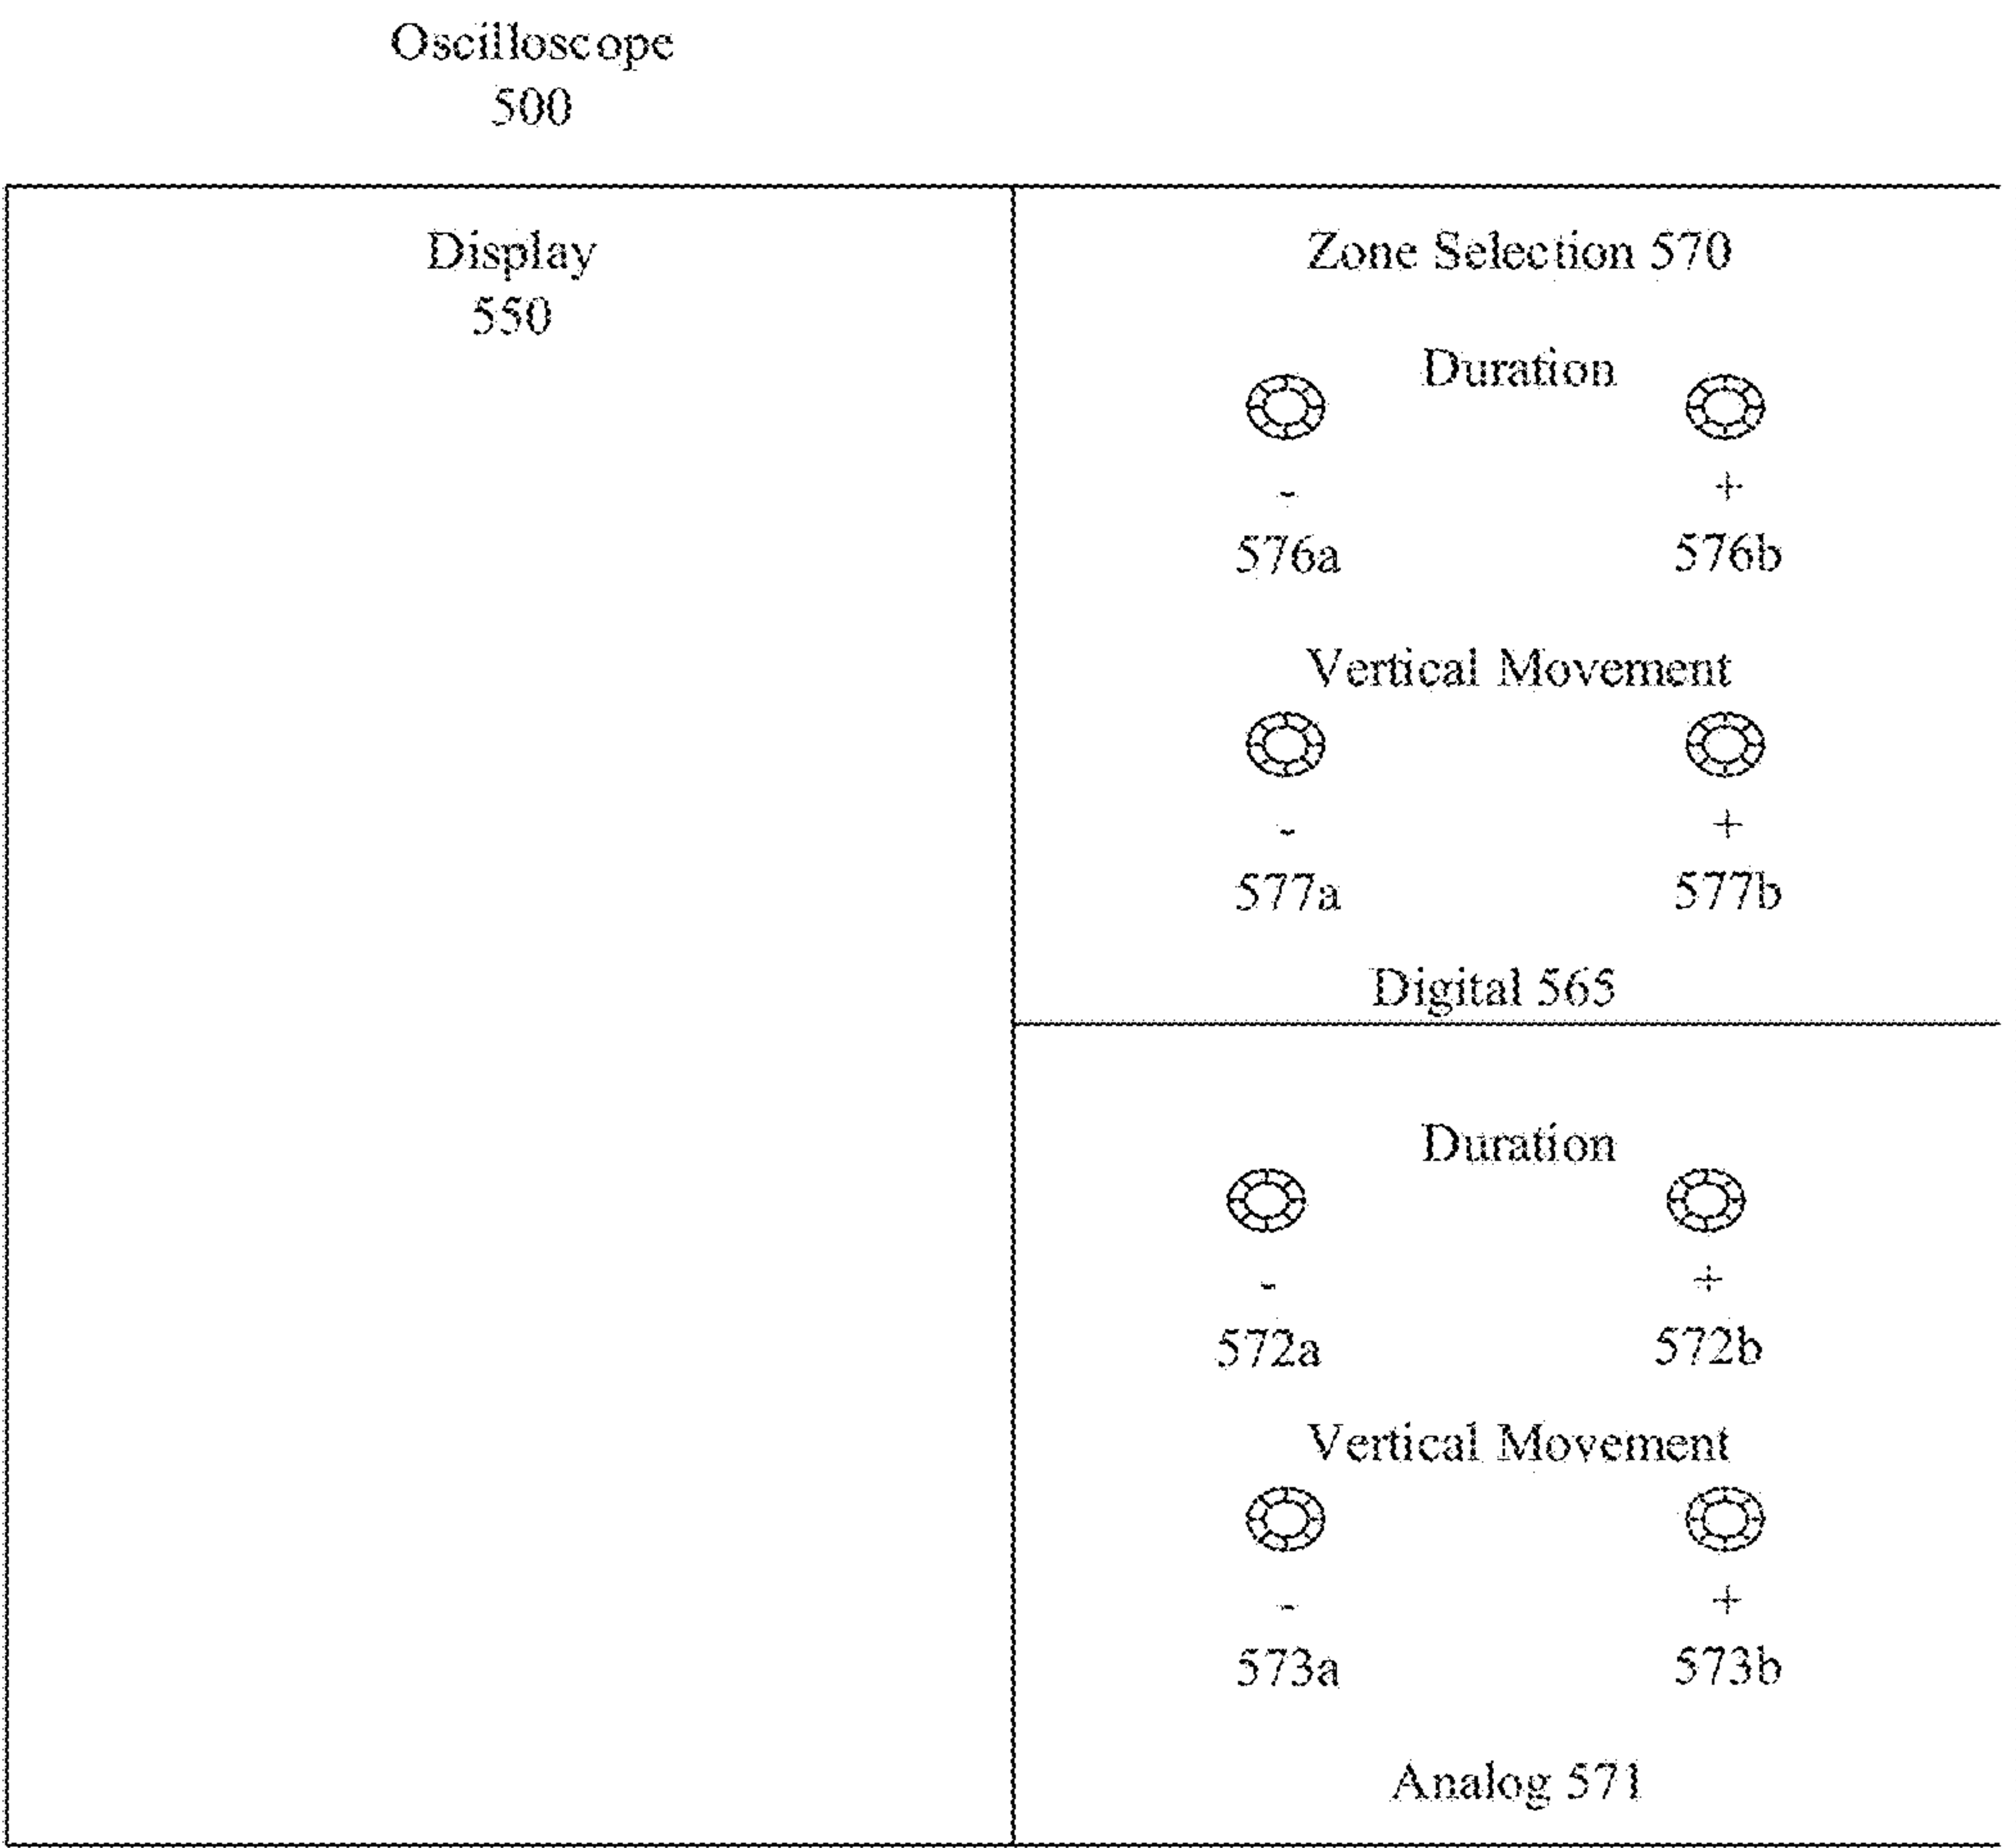 Oscilloscope
500
Display
550
Zone Selection 570
Duration
- +
576a 576b
Vertical Movement
- +
577a 577b
Digital 565
Duration
- +
572a 572b
Vertical Movement
- +
573a 573b
Analog 571